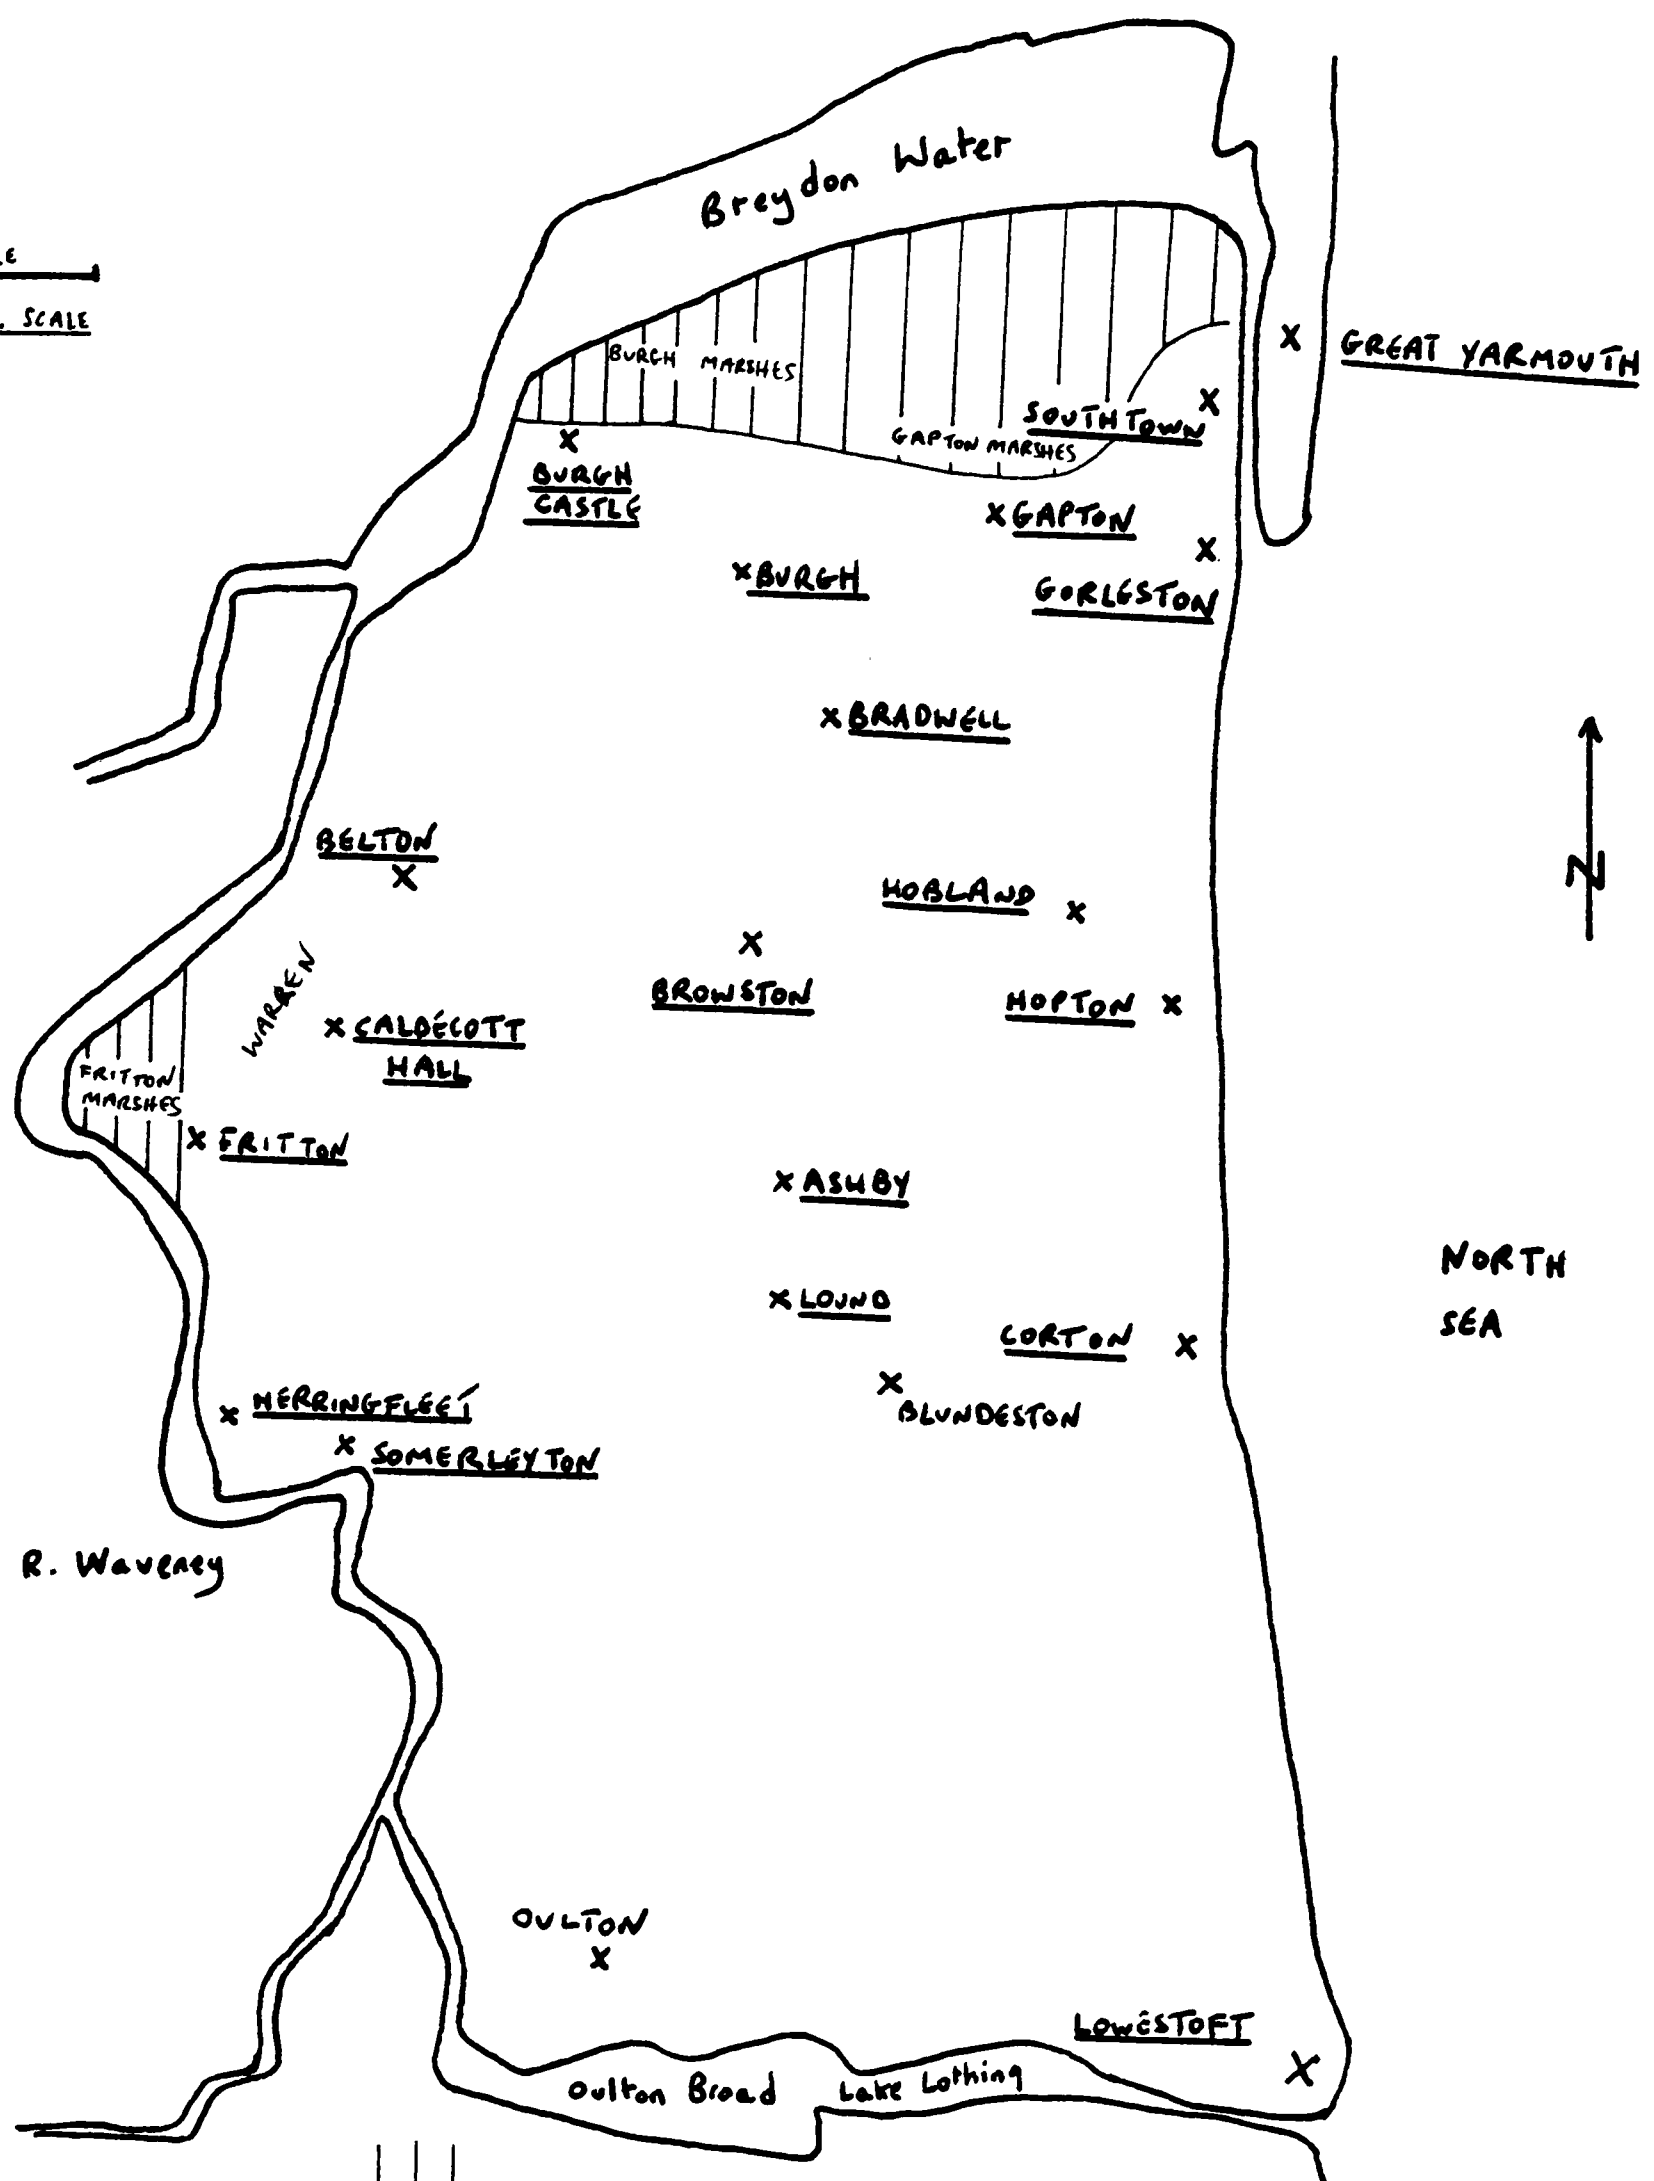 Breydon Water
. SCALE
BURGH MARSHES
GREAT YARMOUTH
SOUTHTOWN
GAPTON MARSHES
BURGH
CASTLE
GAPTON
BURGH
GORLESTON
BRADWELL
BELTON
HOBLAND
WARREN
BROWSTON
HOPTON
CALDECOTT
HALL
N
FRITTON
MARSHES
FRITTON
ASHBY
NORTH
SEA
LOUND
CORTON
HERRINGFLEET
BLUNDESTON
SOMERLEYTON
R. Waveney
OULTON
LOWESTOFT
Oulton Broad
Lake Lothing